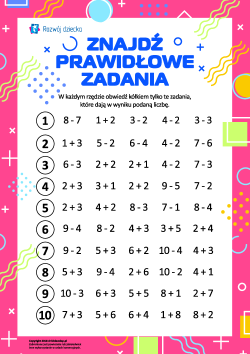 Rozwój dziecka
ZNAJDŹ
PRAWIDŁOWE
ZADANIA
W każdym rzędzie obwiedź kółkiem tylko te zadania,
które dają w wyniku podaną liczbę.
1 8 - 7 1 + 2 3 - 2 4 - 2 3 - 3
2 1 + 3 5 - 2 6 - 4 4 - 2 7 - 6
3 6 - 3 2 + 2 2 + 1 4 - 2 7 - 3
4 2 + 3 3 + 1 2 + 2 9 - 5 7 - 2
5 2 + 3 4 + 2 8 - 3 7 - 1 8 - 4
6 9 - 4 8 - 2 4 + 3 3 + 5 2 + 4
7 9 - 2 5 + 3 6 + 2 10 - 4 4 + 3
8 5 + 3 9 - 4 2 + 6 10 - 2 4 + 1
9 10 - 3 6 + 3 5 + 5 8 + 1 2 + 7
10 7 + 3 5 + 6 6 + 4 1 + 8 8 + 2